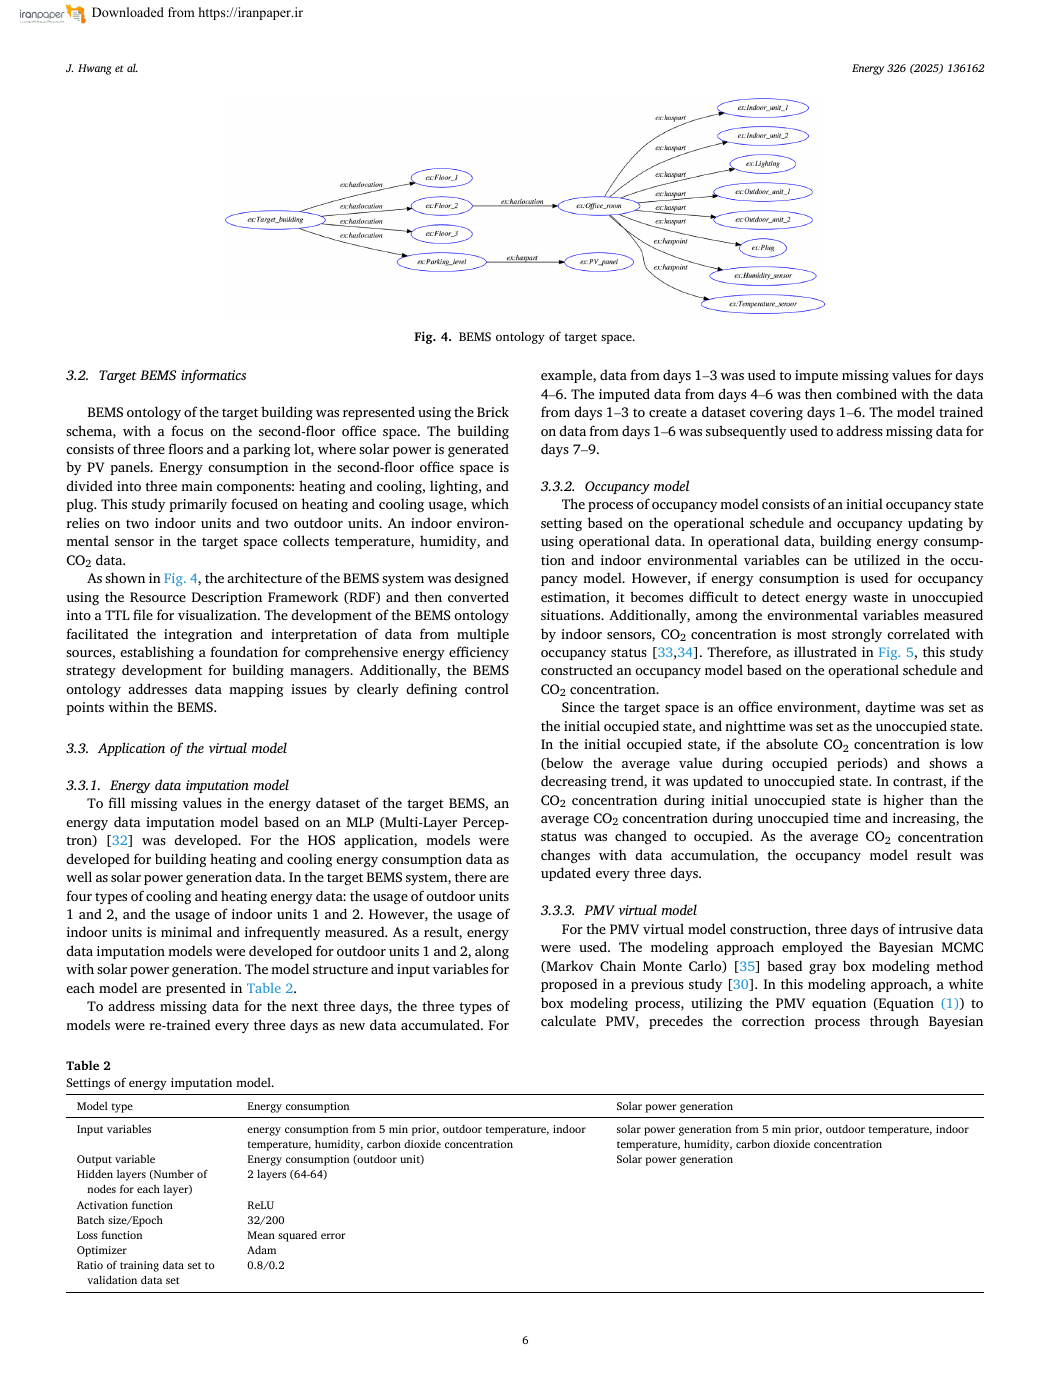 iranpaper Downloaded from https://iranpaper.ir
J. Hwang et al.
Energy 326 (2025) 136162
ex:Target_building
ex:haslocation
ex:haslocation
ex:haslocation
ex:haslocation
ex:Floor_1
ex:Floor_2
ex:Floor_3
ex:Parking_level
ex:haslocation
ex:haspart
ex:Office_room
ex:PV_panel
ex:haspart
ex:haspart
ex:haspart
ex:haspart
ex:haspart
ex:haspart
ex:haspoint
ex:haspoint
ex:Indoor_unit_1
ex:Indoor_unit_2
ex:Lighting
ex:Outdoor_unit_1
ex:Outdoor_unit_2
ex:Plug
ex:Humidity_sensor
ex:Temperature_sensor
Fig. 4. BEMS ontology of target space.
3.2. Target BEMS informatics
BEMS ontology of the target building was represented using the Brick
schema, with a focus on the second-floor office space. The building
consists of three floors and a parking lot, where solar power is generated
by PV panels. Energy consumption in the second-floor office space is
divided into three main components: heating and cooling, lighting, and
plug. This study primarily focused on heating and cooling usage, which
relies on two indoor units and two outdoor units. An indoor environ-
mental sensor in the target space collects temperature, humidity, and
CO2 data.
As shown in Fig. 4, the architecture of the BEMS system was designed
using the Resource Description Framework (RDF) and then converted
into a TTL file for visualization. The development of the BEMS ontology
facilitated the integration and interpretation of data from multiple
sources, establishing a foundation for comprehensive energy efficiency
strategy development for building managers. Additionally, the BEMS
ontology addresses data mapping issues by clearly defining control
points within the BEMS.
3.3. Application of the virtual model
3.3.1. Energy data imputation model
To fill missing values in the energy dataset of the target BEMS, an
energy data imputation model based on an MLP (Multi-Layer Percep-
tron) [32] was developed. For the HOS application, models were
developed for building heating and cooling energy consumption data as
well as solar power generation data. In the target BEMS system, there are
four types of cooling and heating energy data: the usage of outdoor units
1 and 2, and the usage of indoor units 1 and 2. However, the usage of
indoor units is minimal and infrequently measured. As a result, energy
data imputation models were developed for outdoor units 1 and 2, along
with solar power generation. The model structure and input variables for
each model are presented in Table 2.
To address missing data for the next three days, the three types of
models were re-trained every three days as new data accumulated. For
example, data from days 1–3 was used to impute missing values for days
4–6. The imputed data from days 4–6 was then combined with the data
from days 1–3 to create a dataset covering days 1–6. The model trained
on data from days 1–6 was subsequently used to address missing data for
days 7–9.
3.3.2. Occupancy model
The process of occupancy model consists of an initial occupancy state
setting based on the operational schedule and occupancy updating by
using operational data. In operational data, building energy consump-
tion and indoor environmental variables can be utilized in the occu-
pancy model. However, if energy consumption is used for occupancy
estimation, it becomes difficult to detect energy waste in unoccupied
situations. Additionally, among the environmental variables measured
by indoor sensors, CO2 concentration is most strongly correlated with
occupancy status [33,34]. Therefore, as illustrated in Fig. 5, this study
constructed an occupancy model based on the operational schedule and
CO2 concentration.
Since the target space is an office environment, daytime was set as
the initial occupied state, and nighttime was set as the unoccupied state.
In the initial occupied state, if the absolute CO2 concentration is low
(below the average value during occupied periods) and shows a
decreasing trend, it was updated to unoccupied state. In contrast, if the
CO2 concentration during initial unoccupied state is higher than the
average CO2 concentration during unoccupied time and increasing, the
status was changed to occupied. As the average CO2 concentration
changes with data accumulation, the occupancy model result was
updated every three days.
3.3.3. PMV virtual model
For the PMV virtual model construction, three days of intrusive data
were used. The modeling approach employed the Bayesian MCMC
(Markov Chain Monte Carlo) [35] based gray box modeling method
proposed in a previous study [30]. In this modeling approach, a white
box modeling process, utilizing the PMV equation (Equation (1)) to
calculate PMV, precedes the correction process through Bayesian
Table 2
Settings of energy imputation model.
Model type Energy consumption Solar power generation
Input variables energy consumption from 5 min prior, outdoor temperature, indoor solar power generation from 5 min prior, outdoor temperature, indoor
temperature, humidity, carbon dioxide concentration temperature, humidity, carbon dioxide concentration
Output variable Energy consumption (outdoor unit) Solar power generation
Hidden layers (Number of 2 layers (64-64)
nodes for each layer)
Activation function ReLU
Batch size/Epoch 32/200
Loss function Mean squared error
Optimizer Adam
Ratio of training data set to 0.8/0.2
validation data set
6